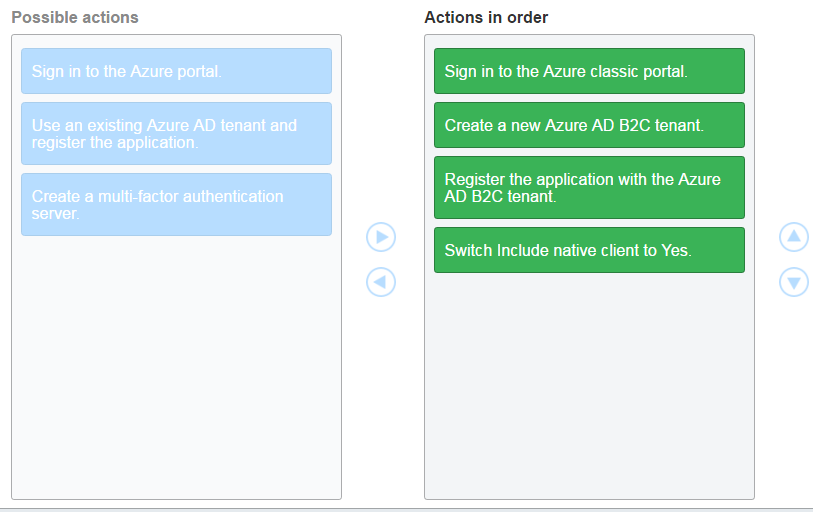 Possible actions
Sign in to the Azure portal.
Use an existing Azure AD tenant and
register the application.
Create a multi-factor authentication
server.
Actions in order
Sign in to the Azure classic portal.
Create a new Azure AD B2C tenant.
Register the application with the Azure
AD B2C tenant.
Switch Include native client to Yes.